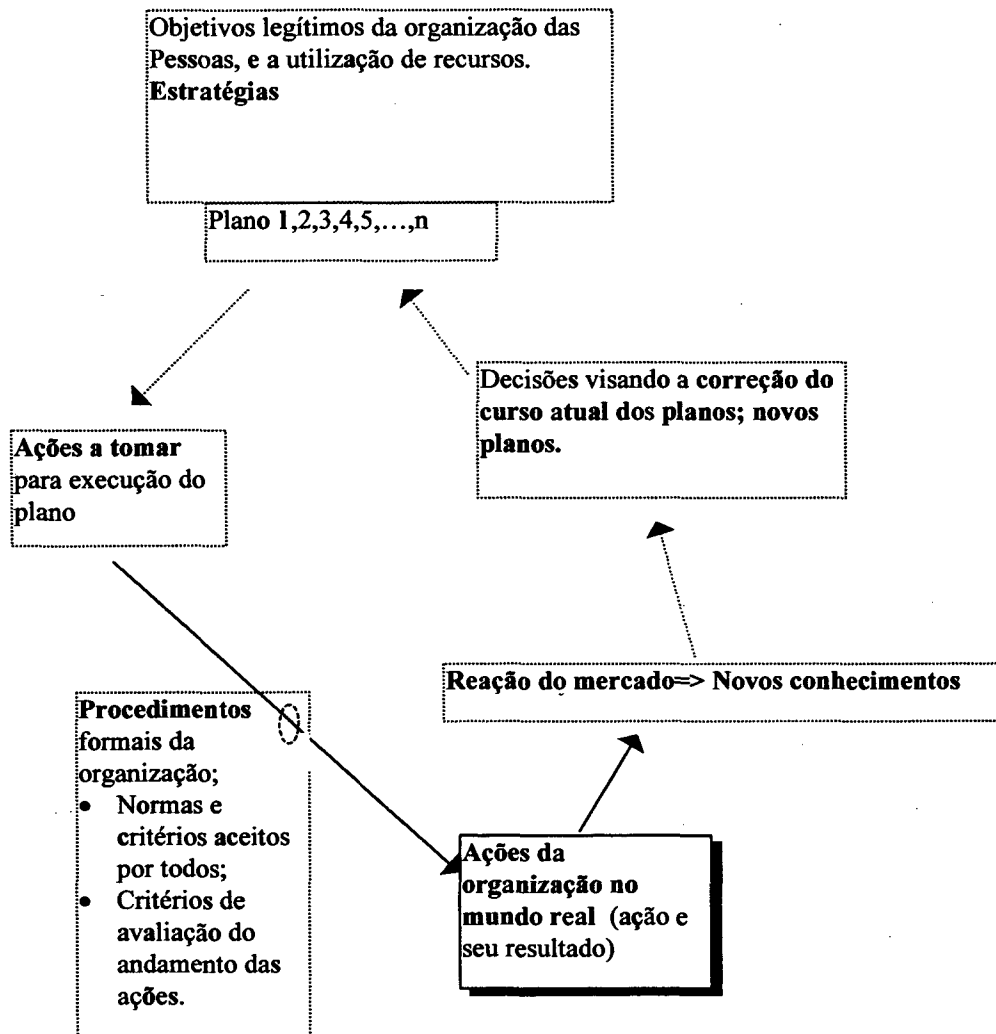 Objetivos legítimos da organização das
Pessoas, e a utilização de recursos.
Estratégias
Plano 1,2,3,4,5,…,n
Decisões visando a correção do
curso atual dos planos; novos
planos.
Ações a tomar
para execução do
plano
Reação do mercado=> Novos conhecimentos
Procedimentos
formais da
organização;
• Normas e
critérios aceitos
por todos;
• Critérios de
avaliação do
andamento das
ações.
Ações da
organização no
mundo real (ação e
seu resultado)